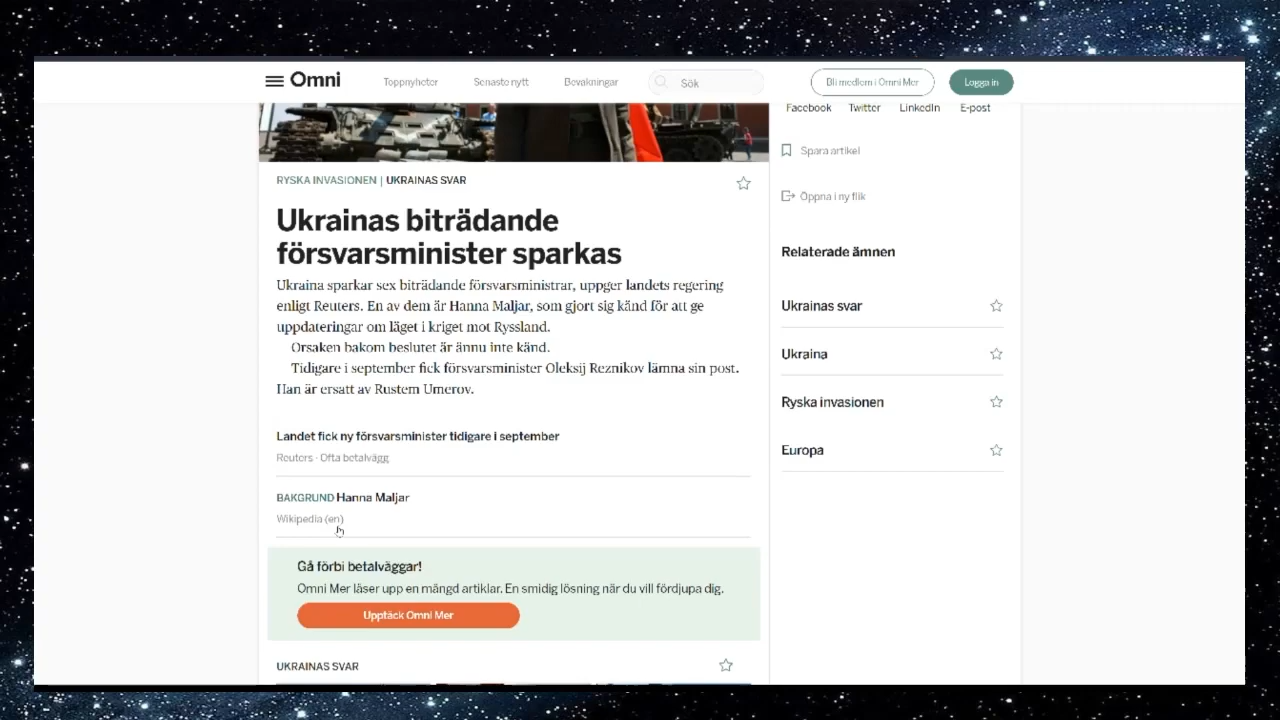 Omni
Toppnyheter
Senaste nytt
Bevakningar
Sök
Bli medlem i Omni Mer
Logga in
Facebook Twitter LinkedIn E-post
Spara artikel
Öppna i ny flik
RYSKA INVASIONEN | UKRAINAS SVAR
Ukrainas biträdande
försvarsminister sparkas
Ukraina sparkar sex biträdande försvarsministrar, uppger landets regering
enligt Reuters. En av dem är Hanna Maljar, som gjort sig känd för att ge
uppdateringar om läget i kriget mot Ryssland.
Orsaken bakom beslutet är ännu inte känd.
Tidigare i september fick försvarsminister Oleksij Reznikov lämna sin post.
Han är ersatt av Rustem Umerov.
Landet fick ny försvarsminister tidigare i september
Reuters · Ofta betalvägg
BAKGRUND Hanna Maljar
Wikipedia (en)
Gå förbi betalväggar!
Omni Mer låser upp en mängd artiklar. En smidig lösning när du vill fördjupa dig.
Upptäck Omni Mer
UKRAINAS SVAR
Relaterade ämnen
Ukrainas svar
Ukraina
Ryska invasionen
Europa